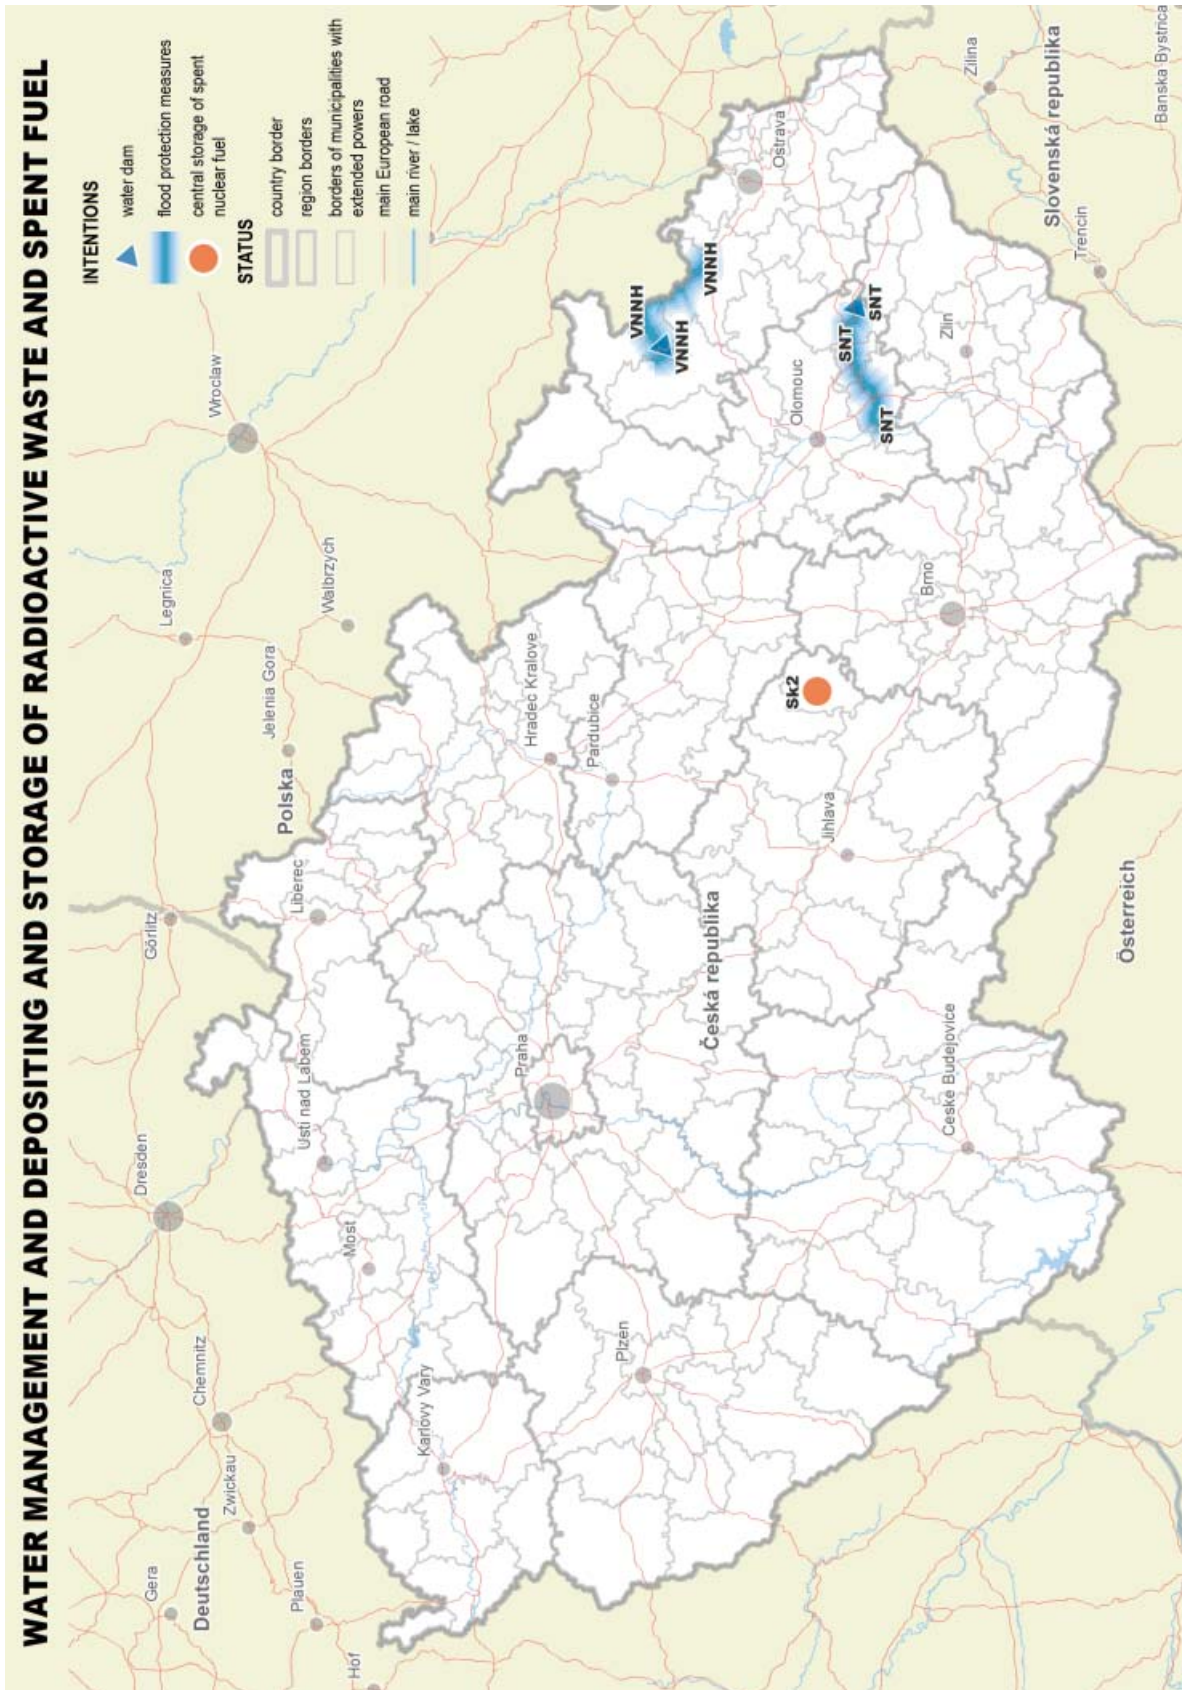 WATER MANAGEMENT AND DEPOSITING AND STORAGE OF RADIOACTIVE WASTE AND SPENT FUEL
INTENTIONS
water dam
flood protection measures
central storage of spent
nuclear fuel
STATUS
country border
region borders
borders of municipalities with
extended powers
main European road
main river / lake
Gera
Deutschland
Zwickau
Plauen
Hof
Chemnitz
Dresden
Görlitz
Polska
Jelenia Gora
Legnica
Walbrzych
Wroclaw
Karlovy Vary
Most
Usti nad Labem
Liberec
Hradec Kralove
Pardubice
Praha
Plzen
Česká republika
Ceske Budejovice
Jihlava
Sk2
Brno
Olomouc
VNNH
VNNH
VNNH
SNT
SNT
SNT
Ostrava
Zlin
Österreich
Zilina
Slovenská republika
Trencin
Banska Bystrica